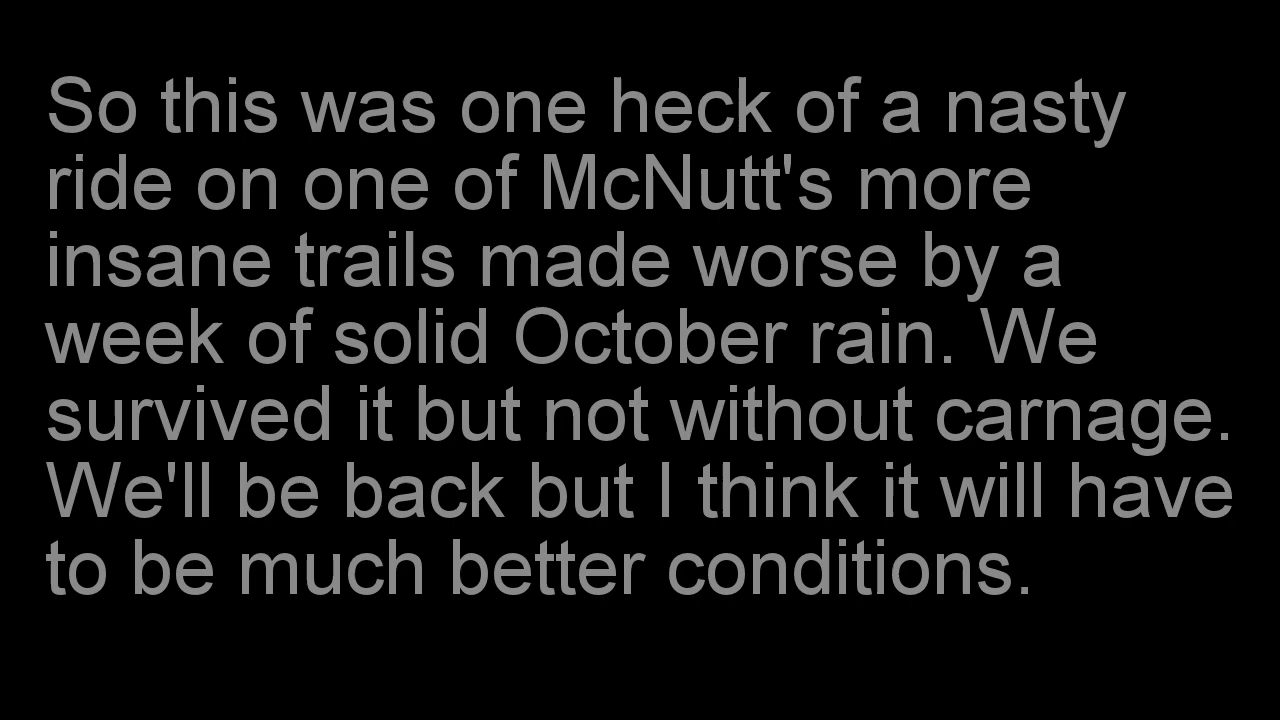 So this was one heck of a nasty
ride on one of McNutt's more
insane trails made worse by a
week of solid October rain. We
survived it but not without carnage.
We'll be back but I think it will have
to be much better conditions.